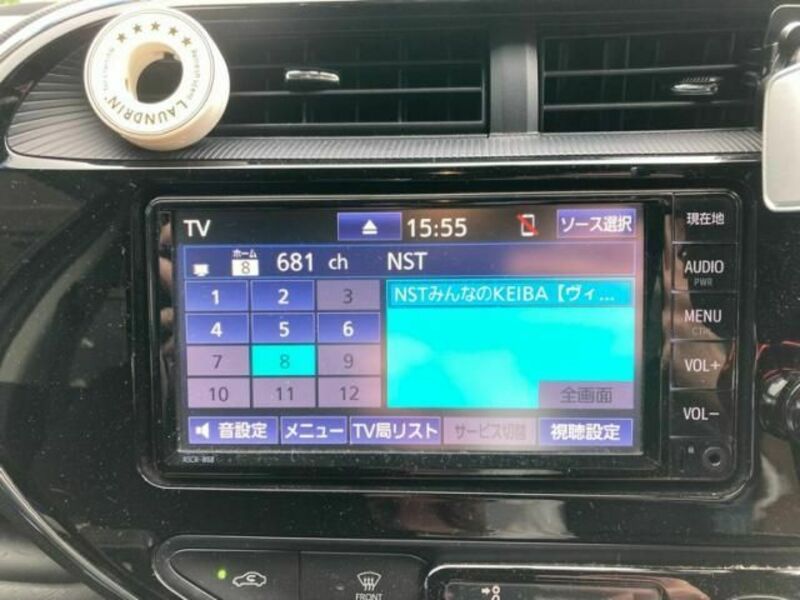 LAUNDRIN'
TV
15:55
ソース選択
ホーム
8
681 ch
NST
1
2
3
NSTみんなのKEIBA【ヴィ...
4
5
6
7
8
9
10
11
12
全画面
音設定
メニュー
TV局リスト
サービス切替
視聴設定
現在地
AUDIO
PWR
MENU
CTRL
VOL+
VOL-
FRONT